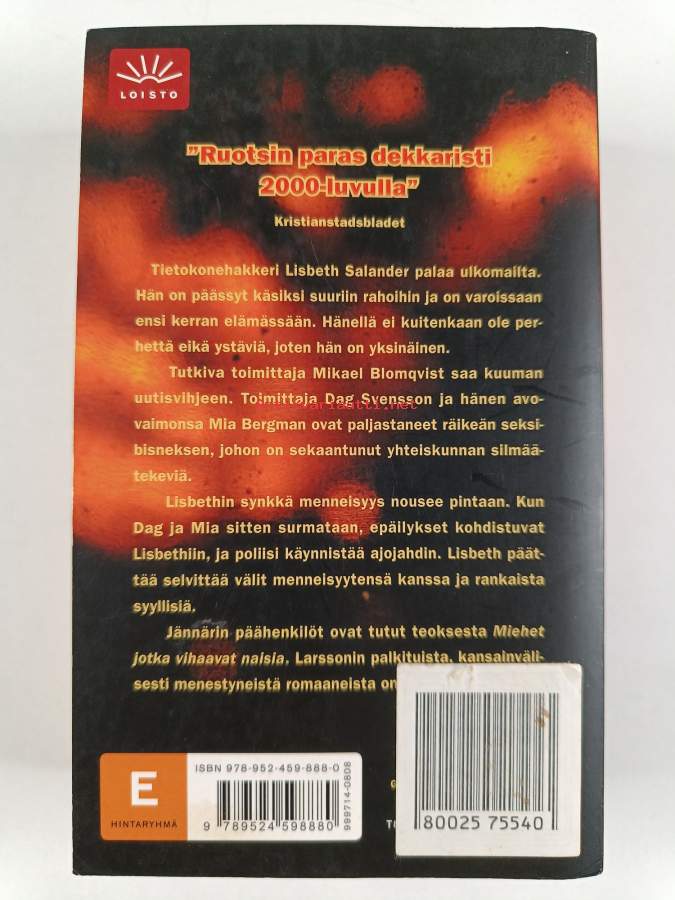 LOISTO
”Ruotsin paras dekkaristi
2000-luvulla”
Kristianstadsbladet
Tietokonehakkeri Lisbeth Salander palaa ulkomailta.
Hän on päässyt käsiksi suuriin rahoihin ja on varoissaan
ensi kerran elämässään. Hänellä ei kuitenkaan ole per-
hettä eikä ystäviä, joten hän on yksinäinen.
Tutkiva toimittaja Mikael Blomqvist saa kuuman
uutisvihjeen. Toimittaja Dag Svensson ja hänen avo-
vaimonsa Mia Bergman ovat paljastaneet räikeän seksi-
bisneksen, johon on sekaantunut yhteiskunnan silmää-
tekeviä.
Lisbethin synkkä menneisyys nousee pintaan. Kun
Dag ja Mia sitten surmataan, epäilykset kohdistuvat
Lisbethiin, ja poliisi käynnistää ajojahdin. Lisbeth päät-
tää selvittää välit menneisyytensä kanssa ja rankaista
syyllisiä.
Jännärin päähenkilöt ovat tutut teoksesta Miehet
jotka vihaavat naisia. Larssonin palkituista, kansainväli-
sesti menestyneistä romaaneista on
E
HINTARYHMÄ
ISBN 978-952-459-888-0
9 789524 598880
999714-0808
80025 75540